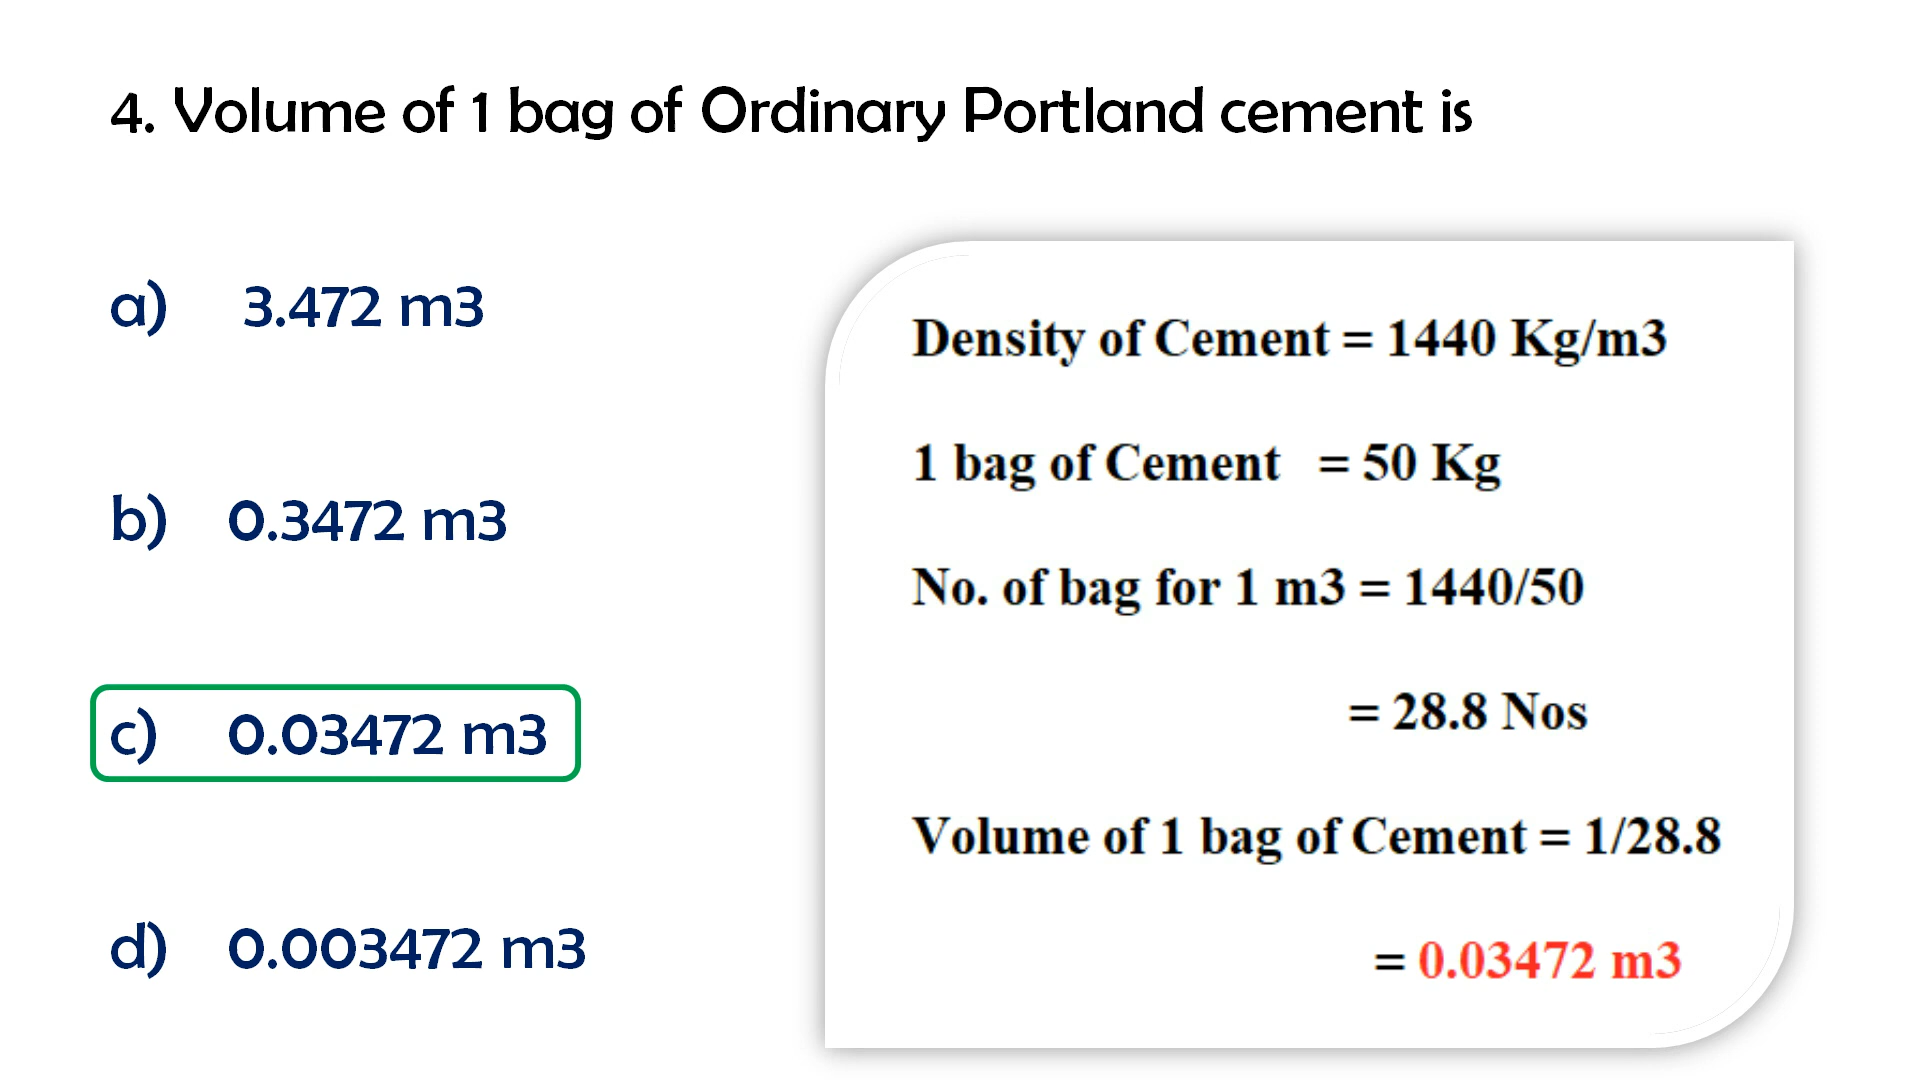 4. Volume of 1 bag of Ordinary Portland cement is
a) 3.472 m3
b) 0.3472 m3
c) 0.03472 m3
d) 0.003472 m3
Density of Cement = 1440 Kg/m3
1 bag of Cement = 50 Kg
No. of bag for 1 m3 = 1440/50
= 28.8 Nos
Volume of 1 bag of Cement = 1/28.8
= 0.03472 m3